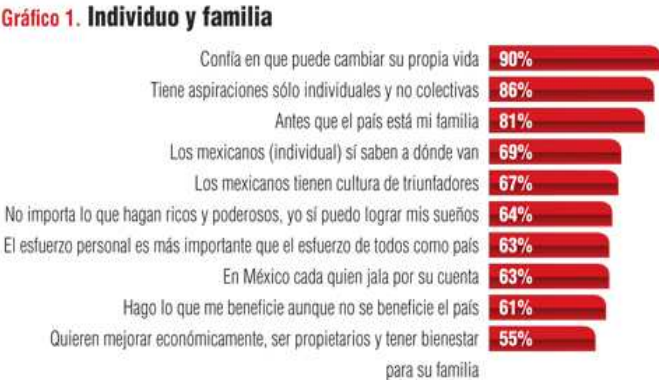 Gráfico 1. Individuo y familia
Confía en que puede cambiar su propia vida 90%
Tiene aspiraciones sólo individuales y no colectivas 86%
Antes que el país está mi familia 81%
Los mexicanos (individual) sí saben a dónde van 69%
Los mexicanos tienen cultura de triunfadores 67%
No importa lo que hagan ricos y poderosos, yo sí puedo lograr mis sueños 64%
El esfuerzo personal es más importante que el esfuerzo de todos como país 63%
En México cada quien jala por su cuenta 63%
Hago lo que me beneficie aunque no se beneficie el país 61%
Quieren mejorar económicamente, ser propietarios y tener bienestar 55%
para su familia